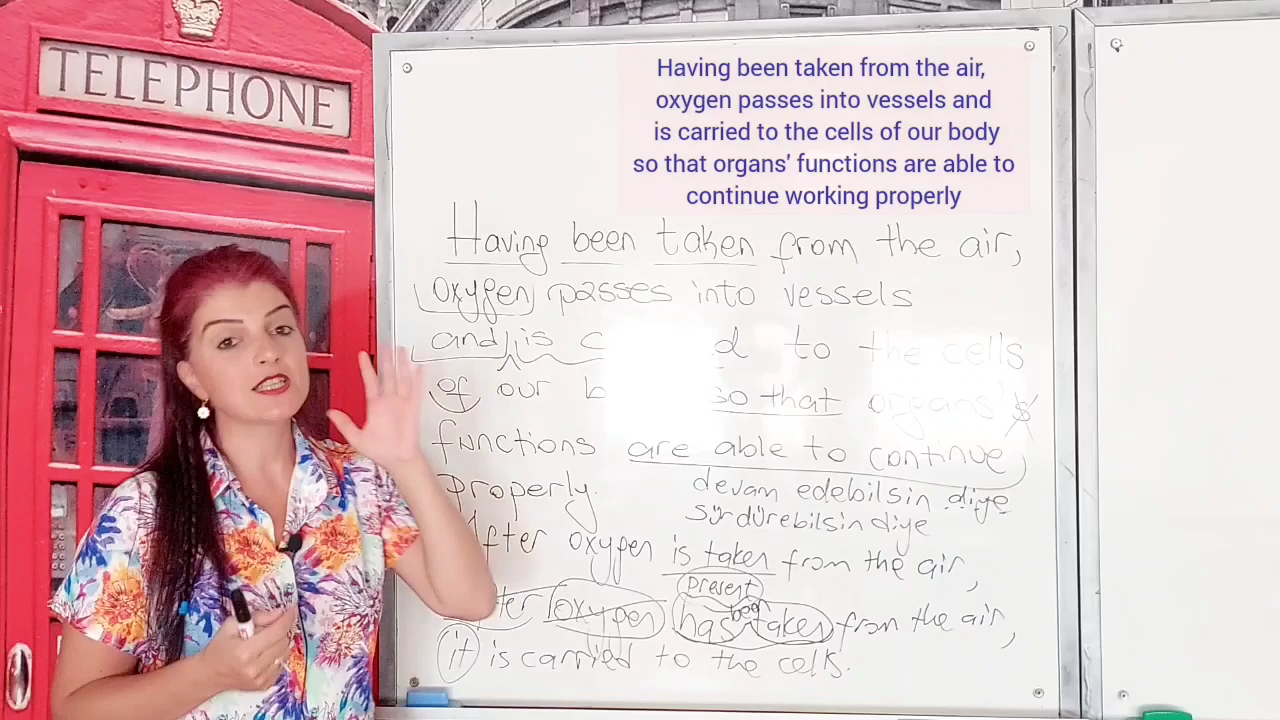 TELEPHONE
Having been taken from the air,
oxygen passes into vessels and
is carried to the cells of our body
so that organs' functions are able to
continue working properly
Having been taken from the air,
oxygen passes into vessels
and is to the cells
of our so that organs'
functions are able to continue
properly.
devam edebilsin diye
sürdürebilsin diye
After oxygen is taken from the air,
Present
oxygen has been taken from the air,
it is carried to the cells.